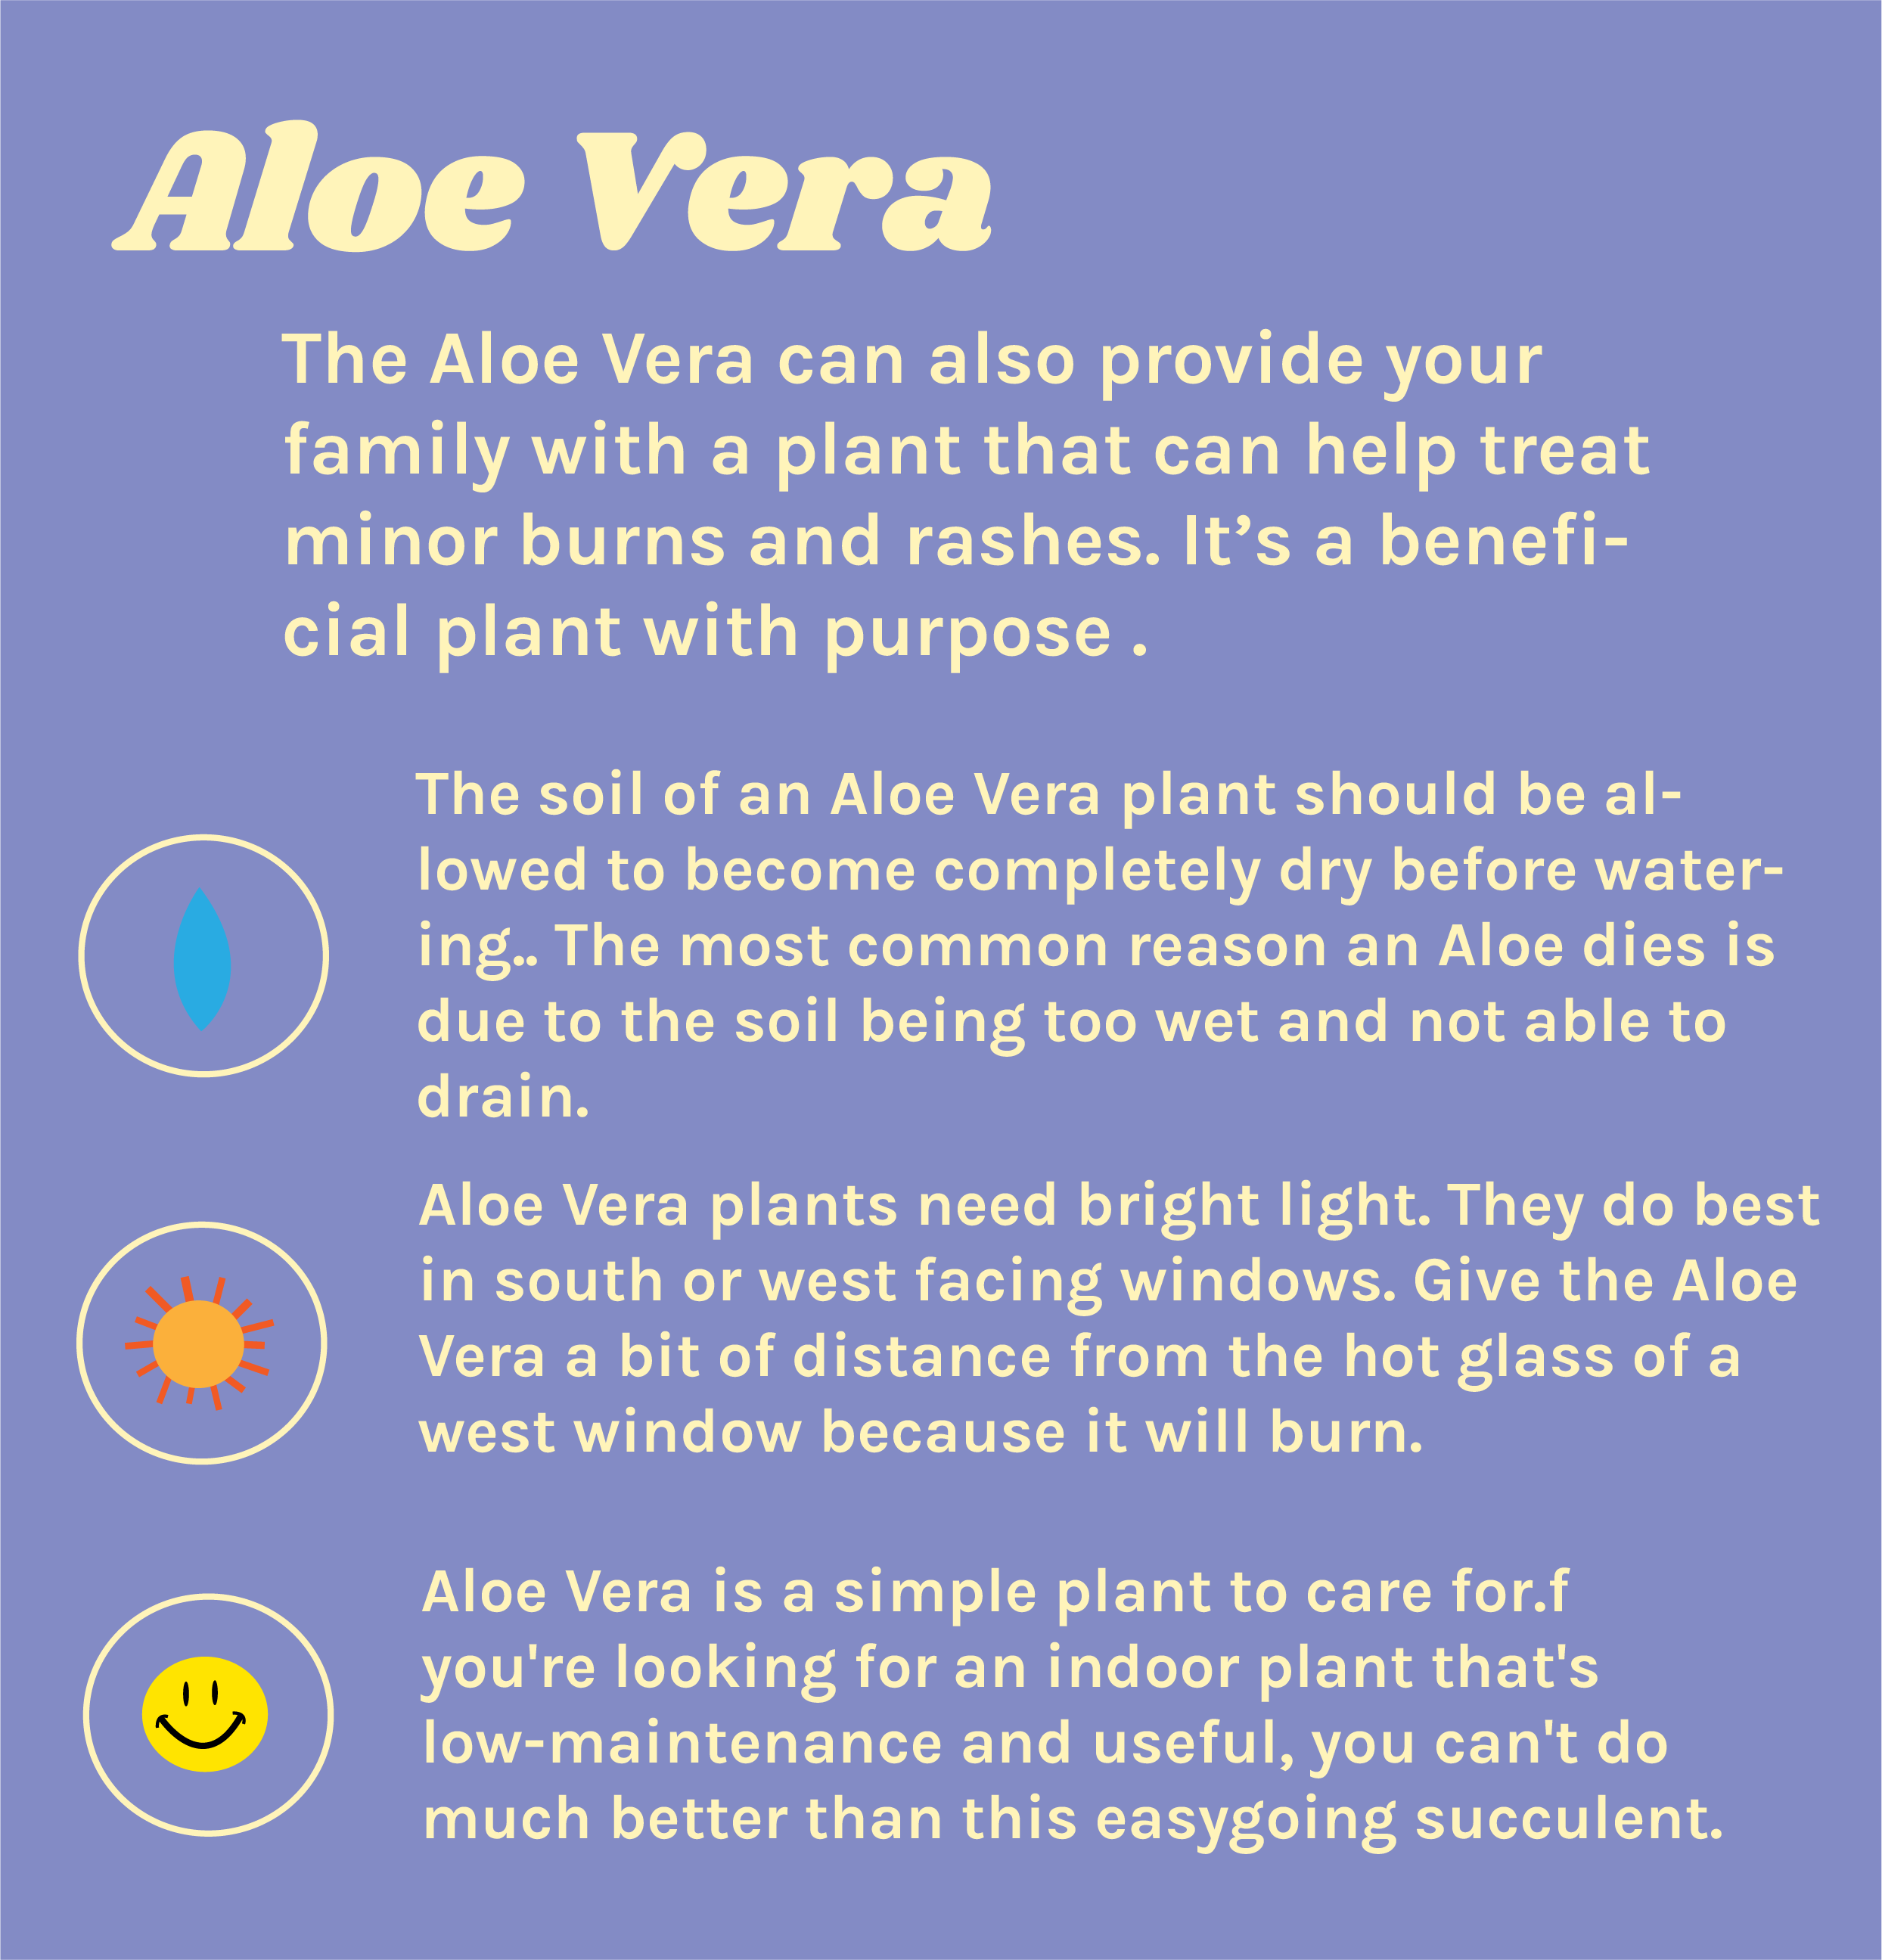 Aloe Vera
The Aloe Vera can also provide your
family with a plant that can help treat
minor burns and rashes. It’s a benefi-
cial plant with purpose .
The soil of an Aloe Vera plant should be al-
lowed to become completely dry before water-
ing.. The most common reason an Aloe dies is
due to the soil being too wet and not able to
drain.
Aloe Vera plants need bright light. They do best
in south or west facing windows. Give the Aloe
Vera a bit of distance from the hot glass of a
west window because it will burn.
Aloe Vera is a simple plant to care for.f
you're looking for an indoor plant that's
low-maintenance and useful, you can't do
much better than this easygoing succulent.